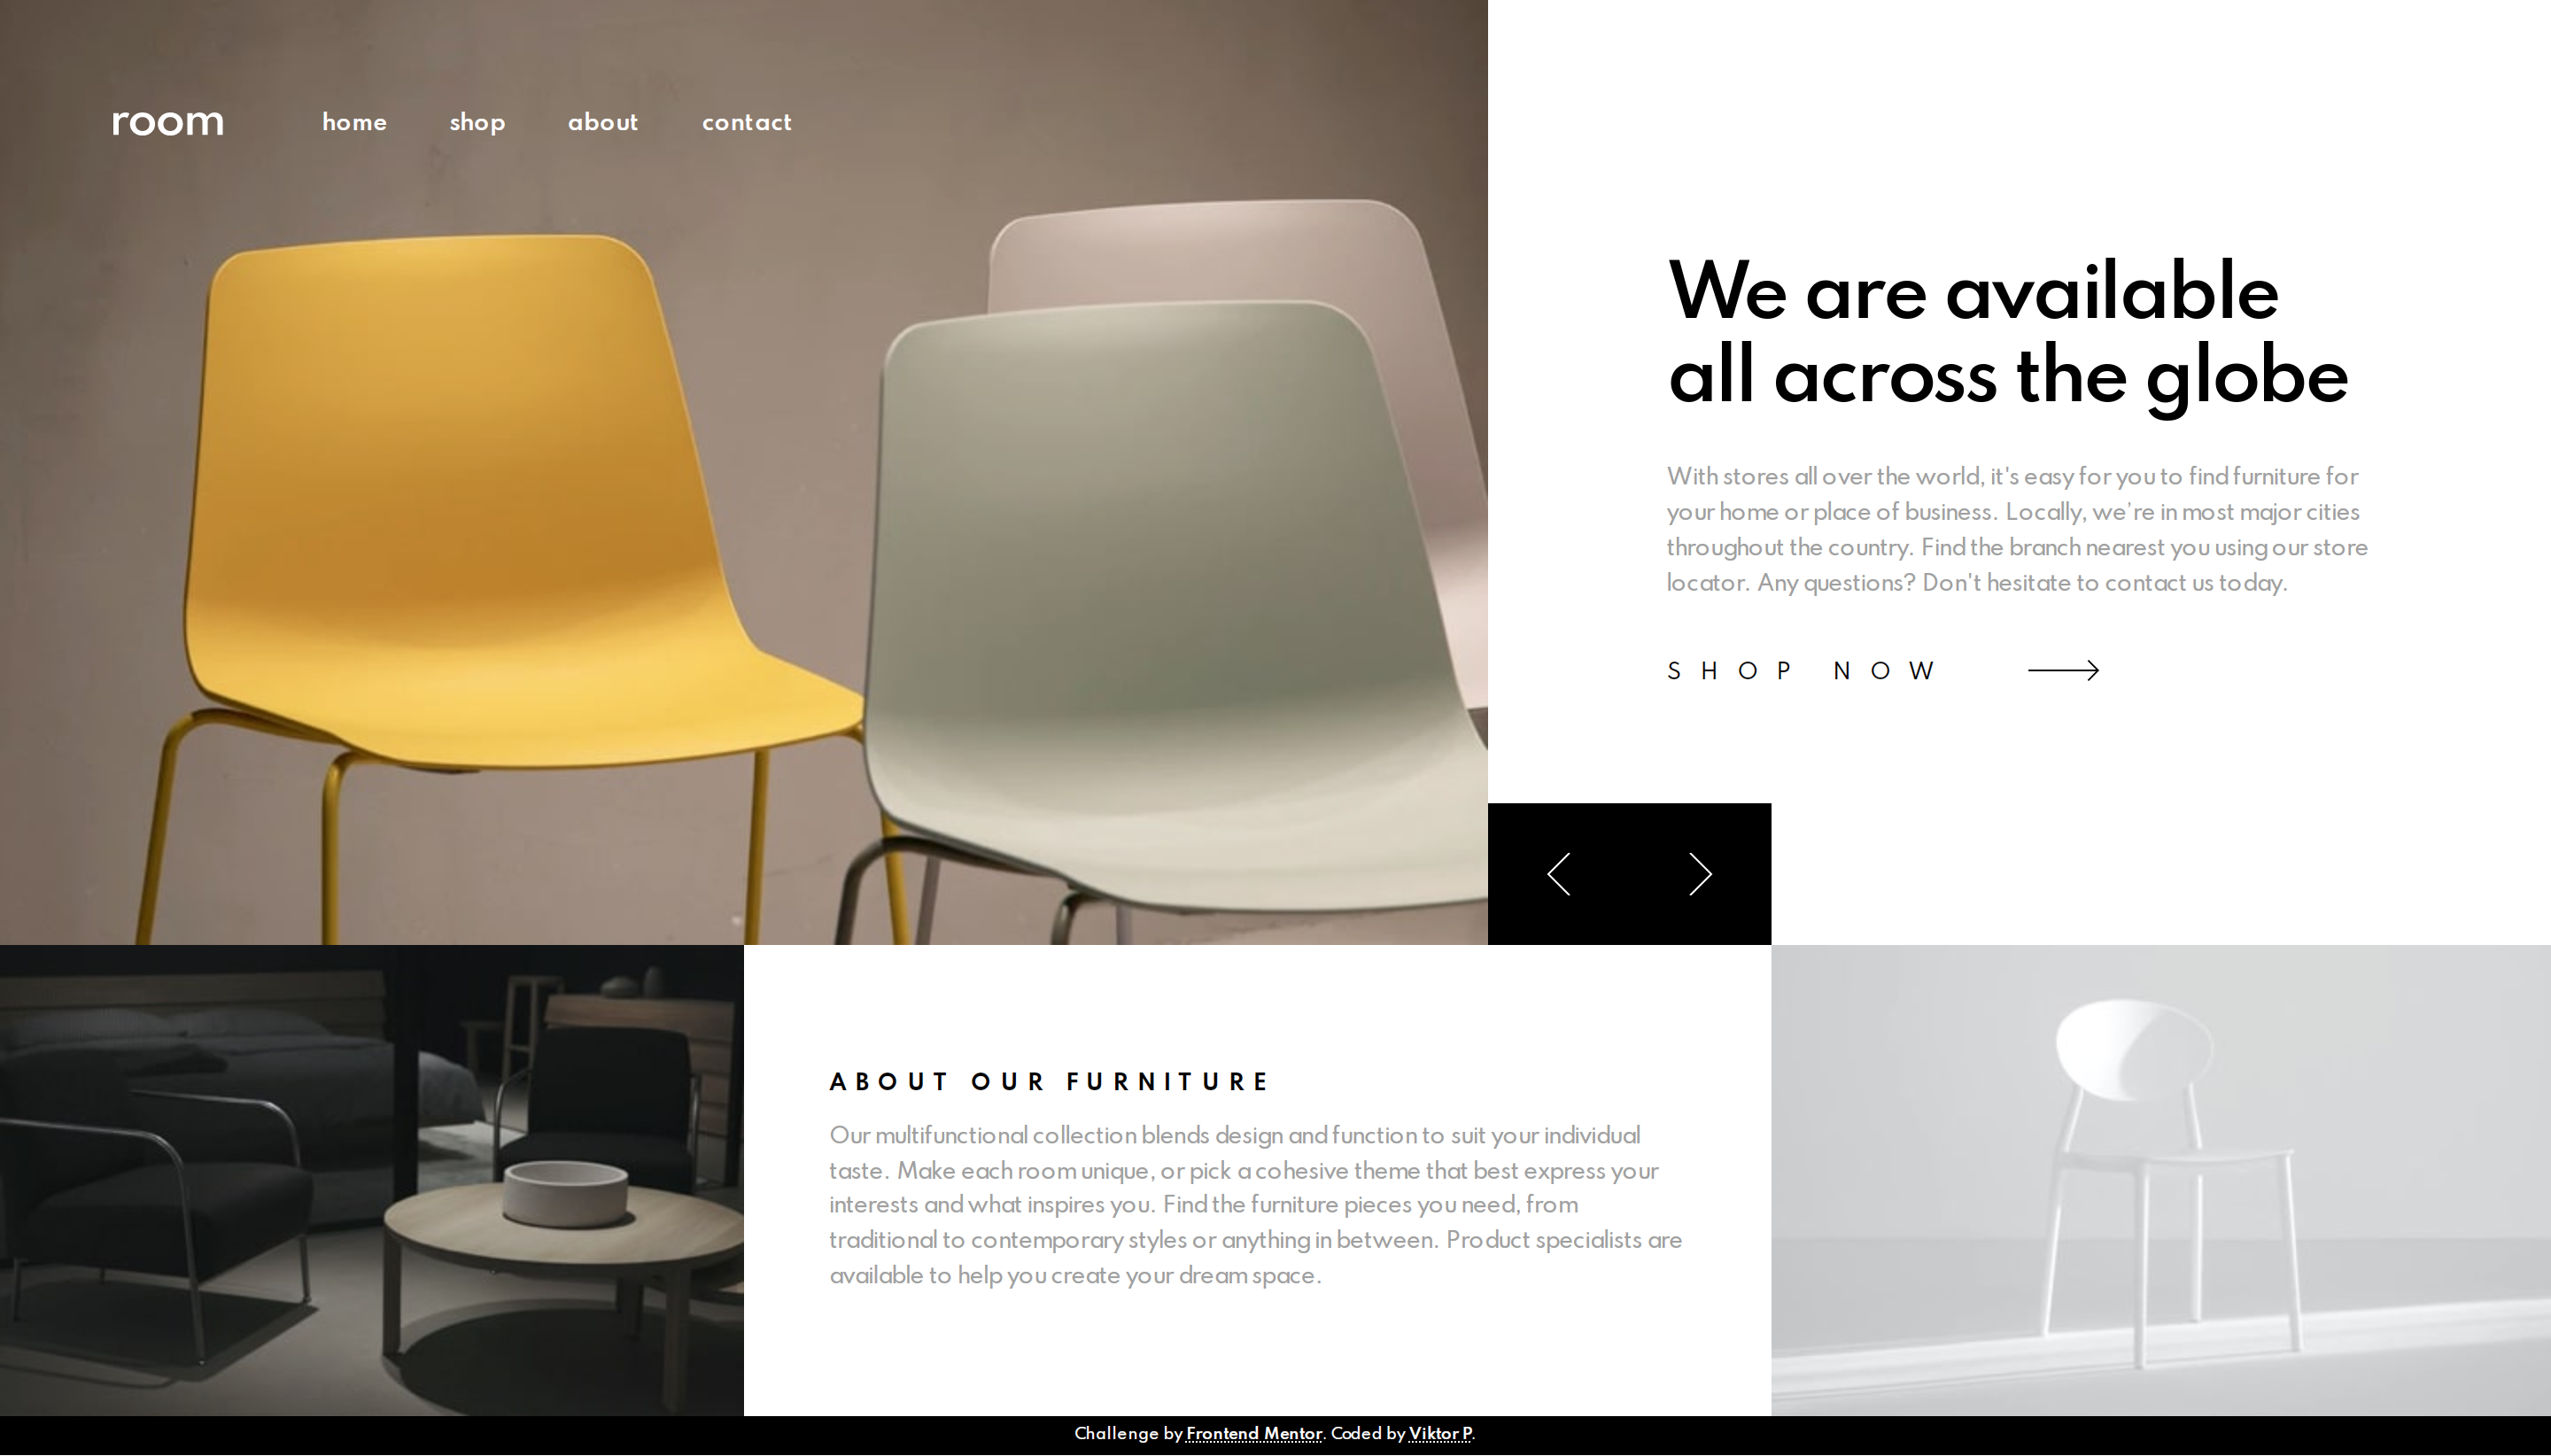 room
home shop about contact
We are available
all across the globe
With stores all over the world, it's easy for you to find furniture for
your home or place of business. Locally, we’re in most major cities
throughout the country. Find the branch nearest you using our store
locator. Any questions? Don't hesitate to contact us today.
SHOP NOW
ABOUT OUR FURNITURE
Our multifunctional collection blends design and function to suit your individual
taste. Make each room unique, or pick a cohesive theme that best express your
interests and what inspires you. Find the furniture pieces you need, from
traditional to contemporary styles or anything in between. Product specialists are
available to help you create your dream space.
Challenge by Frontend Mentor. Coded by Viktor P.